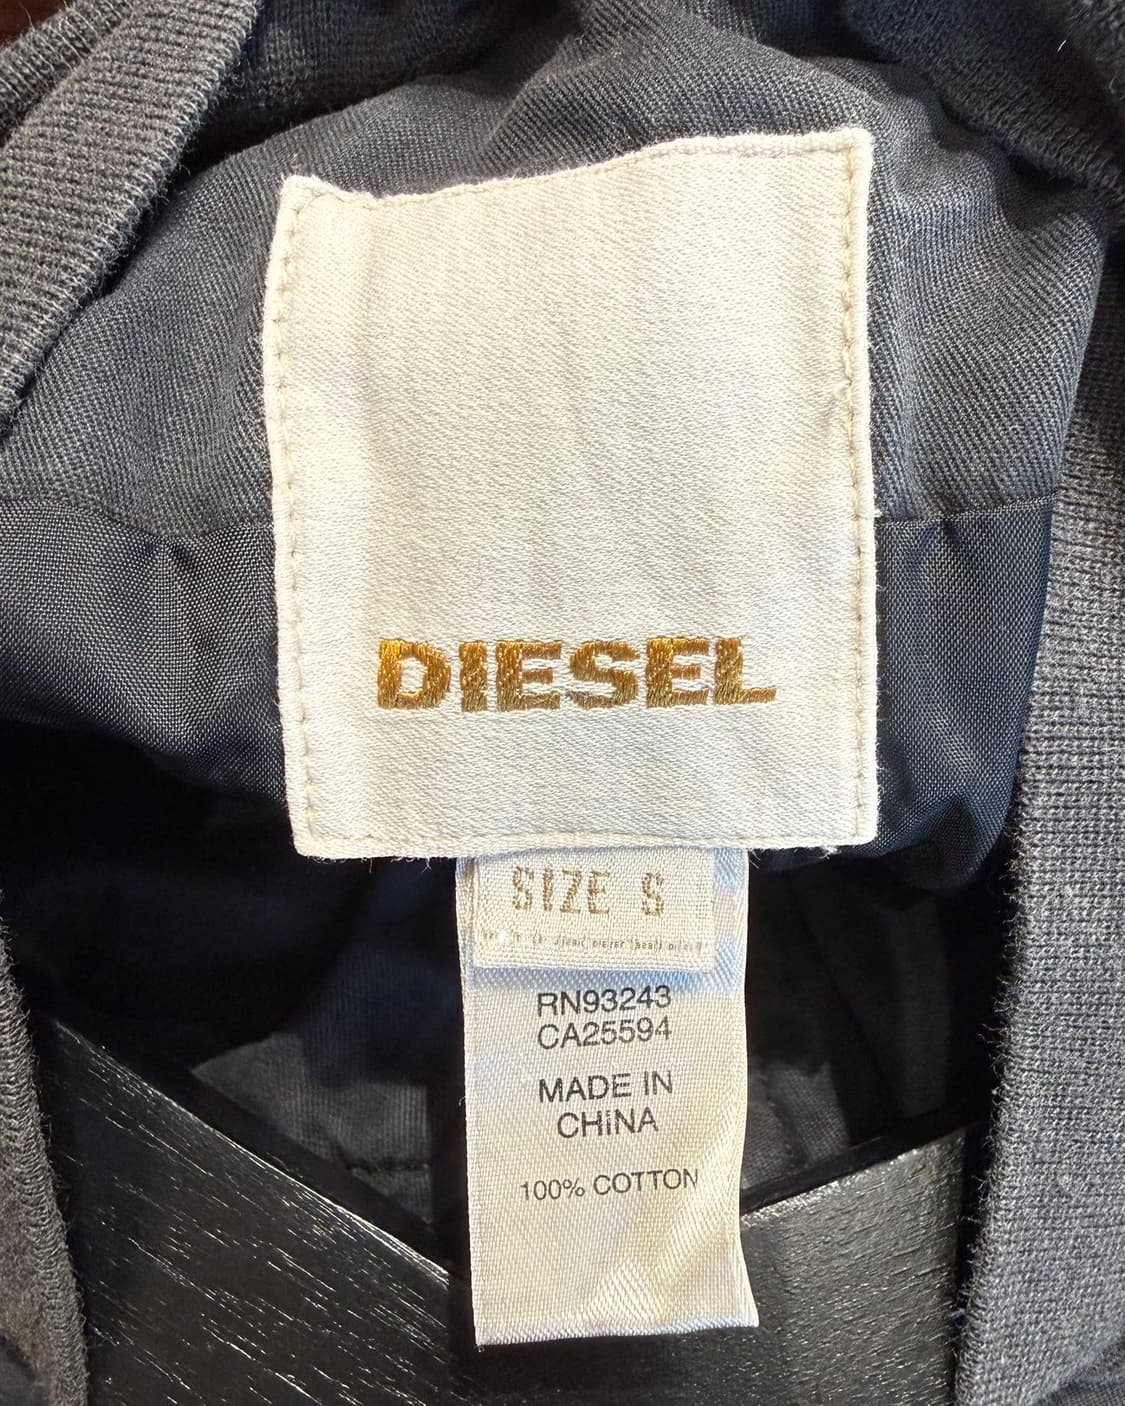 DIESEL
SIZE S
RN93243
CA25594
MADE IN
CHINA
100% COTTON